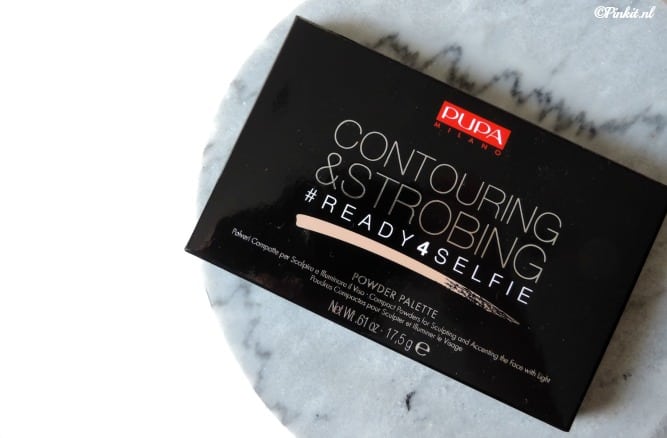 ©Pinkit.nl
PUPA
MILANO
CONTOURING
&STROBING
#READY4SELFIE
POWDER PALETTE
Polveri Compatte per Scolpire e Illuminare il Viso - Compact Powders for Sculpting and Accenting the Face with Light
Poudres Compactes pour Sculpter et Illuminer le Visage
Net Wt. .61 oz - 17,5 g ℮